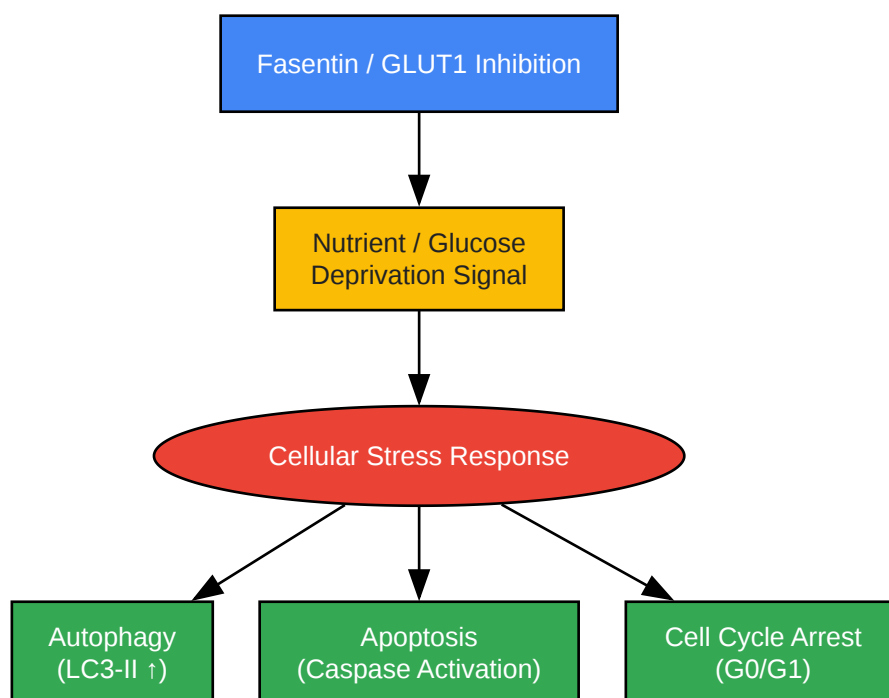 Fasentin / GLUT1 Inhibition
Nutrient / Glucose
Deprivation Signal
Cellular Stress Response
Autophagy
(LC3-II ↑)
Apoptosis
(Caspase Activation)
Cell Cycle Arrest
(G0/G1)